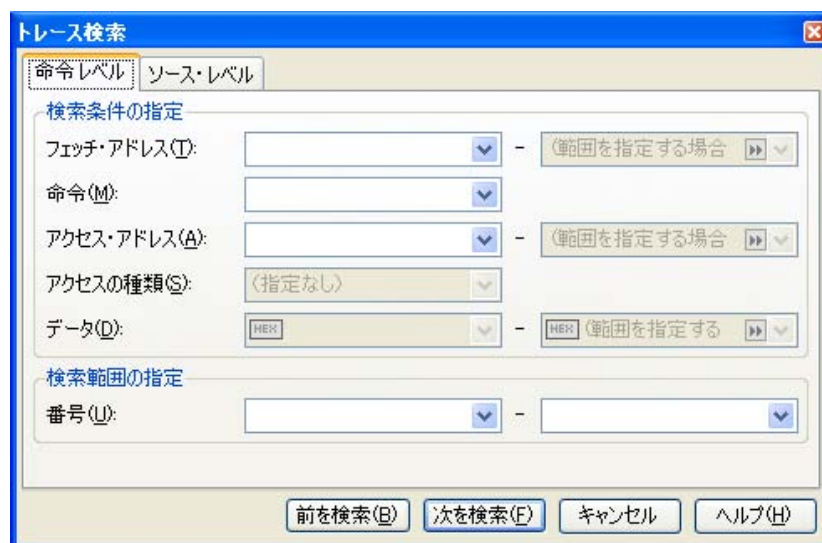 トレース検索
命令レベル ソース・レベル
検索条件の指定
フェッチ・アドレス(T): - (範囲を指定する場合
命令(M):
アクセス・アドレス(A): - (範囲を指定する場合
アクセスの種類(S): (指定なし)
データ(D): HEX - HEX (範囲を指定する
検索範囲の指定
番号(U): -
前を検索(B) 次を検索(F) キャンセル ヘルプ(H)